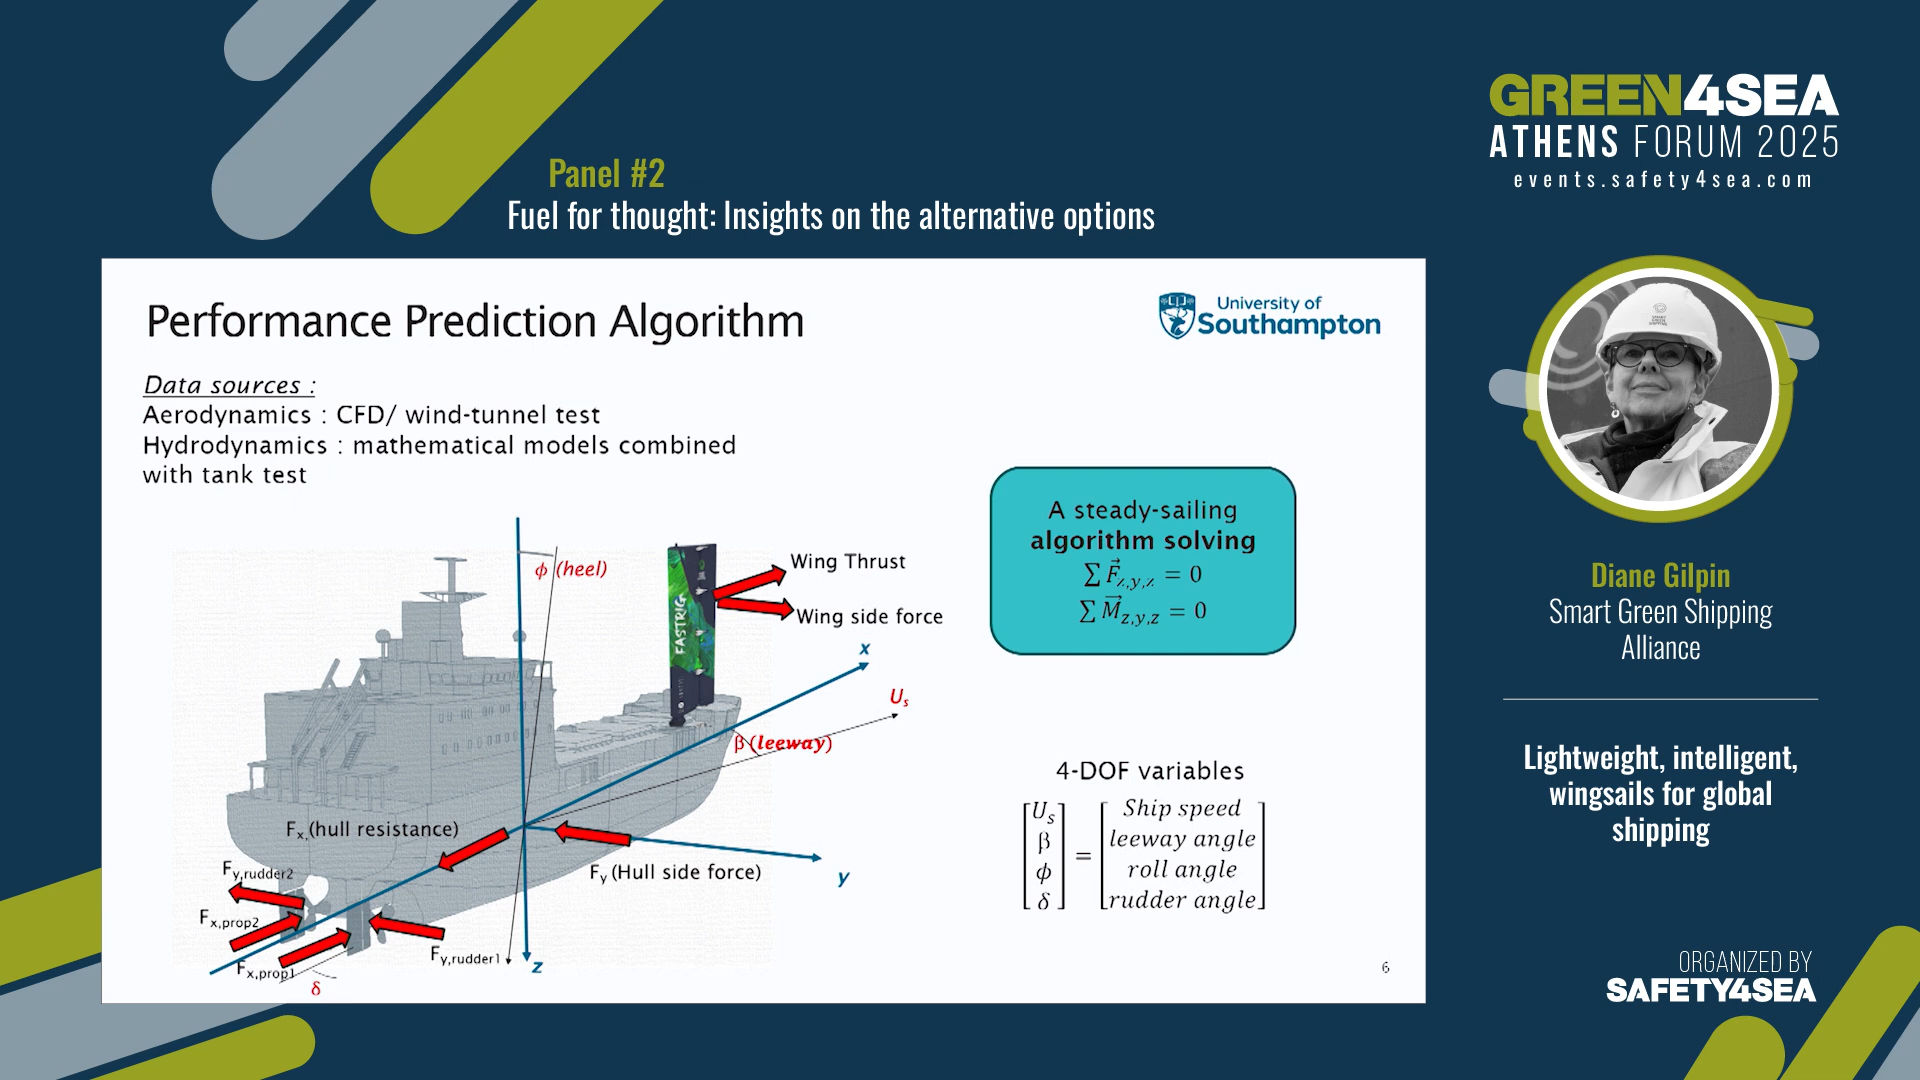 GREEN4SEA
ATHENS FORUM 2025
events.safety4sea.com
Panel #2
Fuel for thought: Insights on the alternative options
Performance Prediction Algorithm
University of
Southampton
Data sources :
Aerodynamics : CFD/ wind-tunnel test
Hydrodynamics : mathematical models combined
with tank test
A steady-sailing
algorithm solving
∑ F⃗z,y,z = 0
∑ M⃗z,y,z = 0
ϕ (heel)
Wing Thrust
Wing side force
FASTRIG
x
Us
β (leeway)
Fx,(hull resistance)
Fy (Hull side force)
y
Fy,rudder2
Fx,prop2
Fx,prop1
Fy,rudder1
z
δ
4-DOF variables
[Us β ϕ δ] = [Ship speed
leeway angle
roll angle
rudder angle]
6
Diane Gilpin
Smart Green Shipping
Alliance
Lightweight, intelligent,
wingsails for global
shipping
ORGANIZED BY
SAFETY4SEA